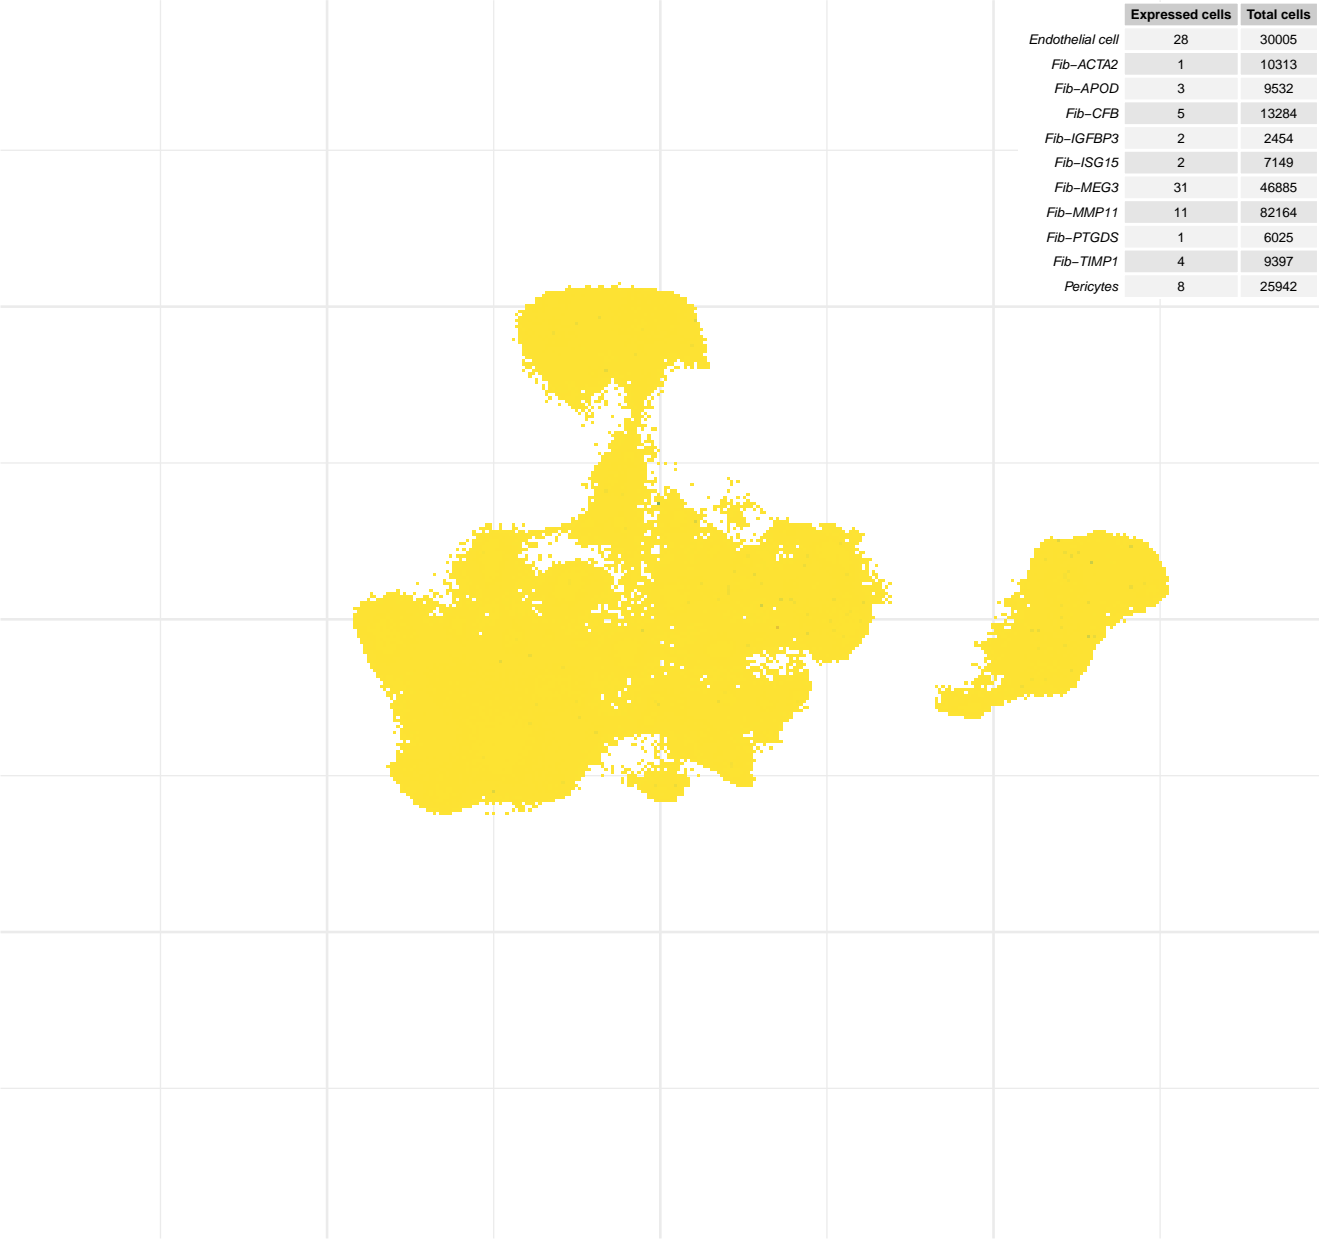 Expressed cells Total cells
Endothelial cell 28 30005
Fib−ACTA2 1 10313
Fib−APOD 3 9532
Fib−CFB 5 13284
Fib−IGFBP3 2 2454
Fib−ISG15 2 7149
Fib−MEG3 31 46885
Fib−MMP11 11 82164
Fib−PTGDS 1 6025
Fib−TIMP1 4 9397
Pericytes 8 25942